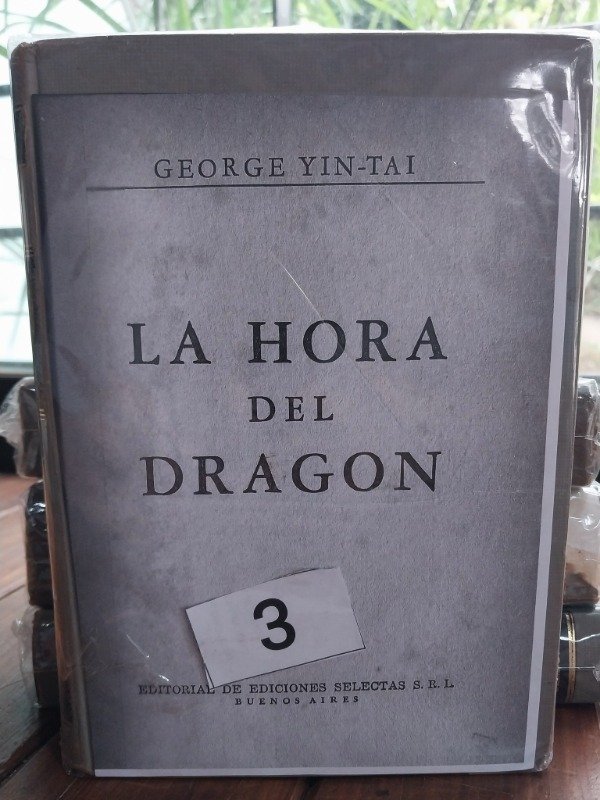 GEORGE YIN-TAI
LA HORA
DEL
DRAGON
3
EDITORIAL DE EDICIONES SELECTAS S. R. L.
BUENOS AIRES